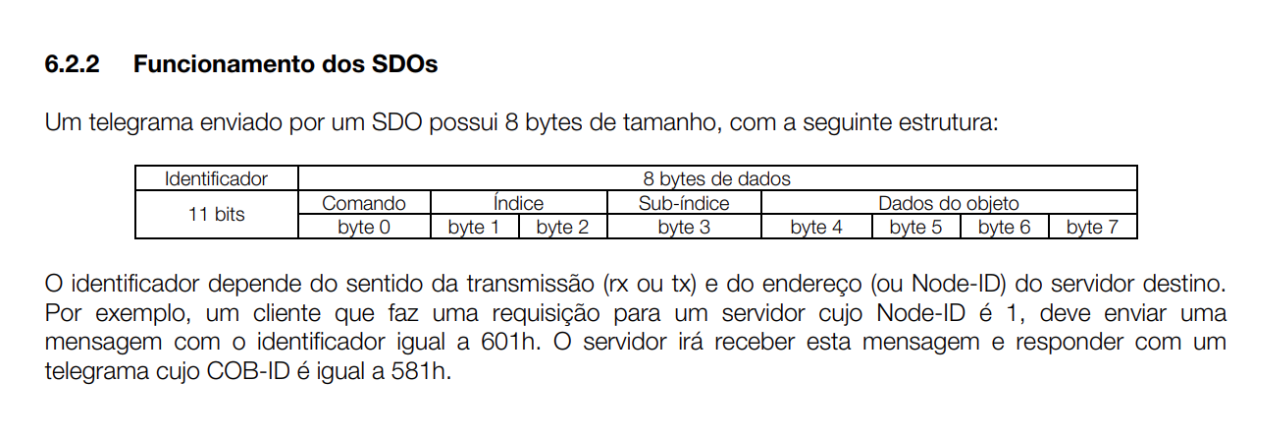 6.2.2 Funcionamento dos SDOs
Um telegrama enviado por um SDO possui 8 bytes de tamanho, com a seguinte estrutura:
Identificador 8 bytes de dados
11 bits Comando Índice Sub-índice Dados do objeto
byte 0 byte 1 byte 2 byte 3 byte 4 byte 5 byte 6 byte 7
O identificador depende do sentido da transmissão (rx ou tx) e do endereço (ou Node-ID) do servidor destino.
Por exemplo, um cliente que faz uma requisição para um servidor cujo Node-ID é 1, deve enviar uma
mensagem com o identificador igual a 601h. O servidor irá receber esta mensagem e responder com um
telegrama cujo COB-ID é igual a 581h.